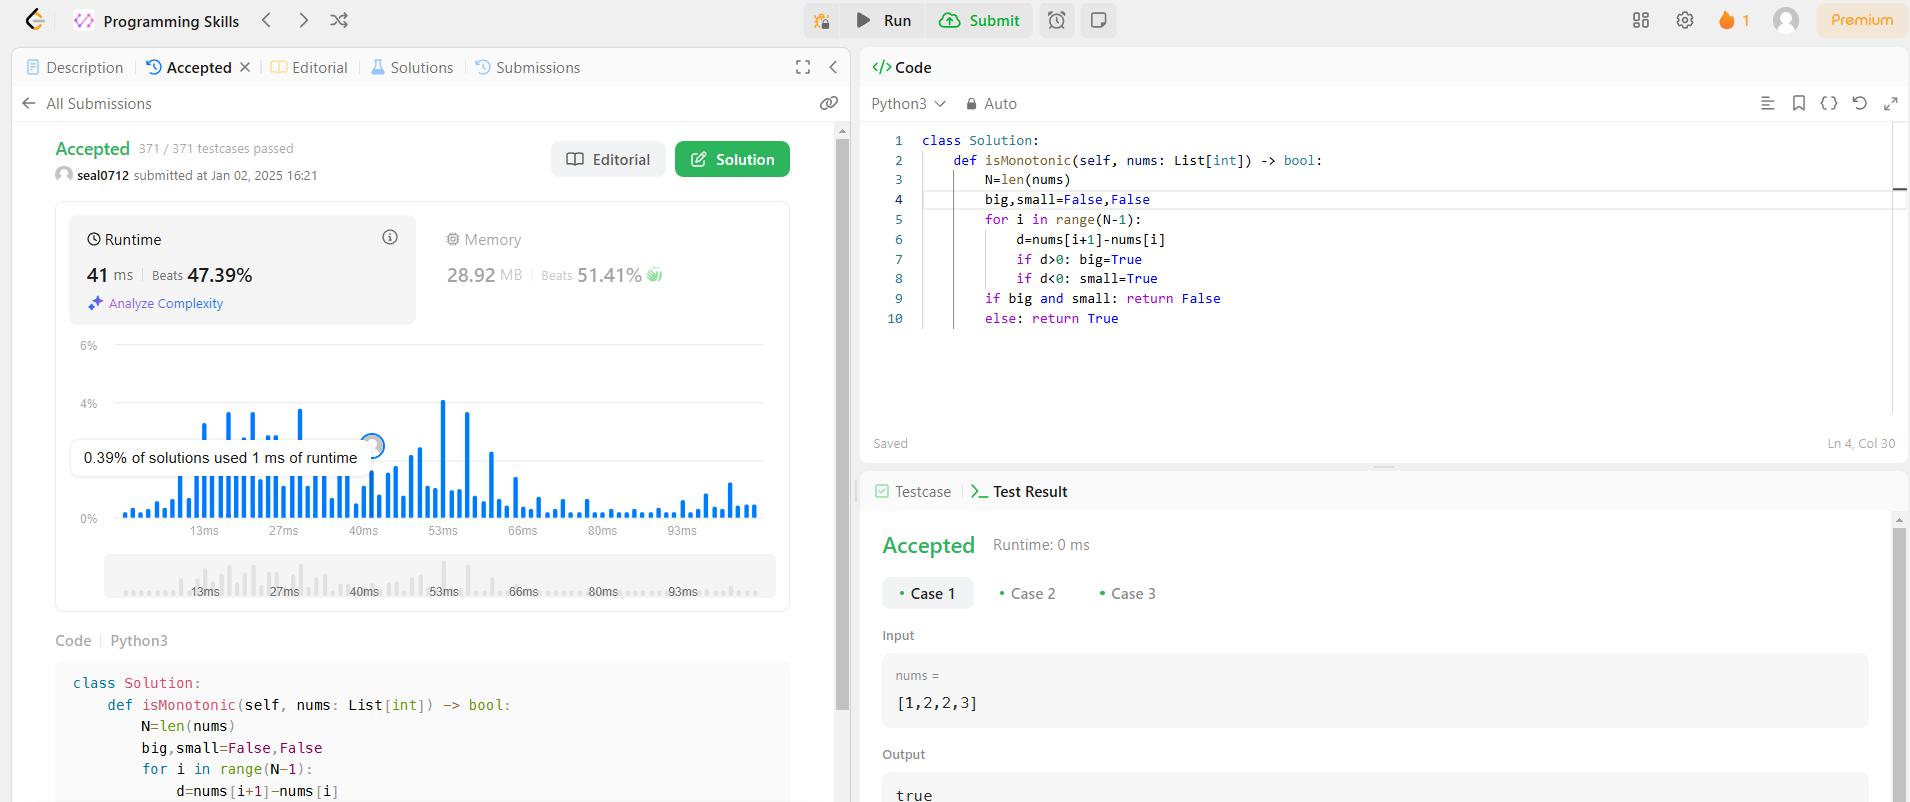 Programming Skills
Run
Submit
1
Premium
Description
Accepted
Editorial
Solutions
Submissions
All Submissions
Accepted 371 / 371 testcases passed
seal0712 submitted at Jan 02, 2025 16:21
Editorial
Solution
Runtime
41 ms Beats 47.39%
Analyze Complexity
Memory
28.92 MB Beats 51.41%
6%
4%
0.39% of solutions used 1 ms of runtime
0%
13ms 27ms 40ms 53ms 66ms 80ms 93ms
13ms 27ms 40ms 53ms 66ms 80ms 93ms
Code Python3
class Solution:
    def isMonotonic(self, nums: List[int]) -> bool:
        N=len(nums)
        big,small=False,False
        for i in range(N-1):
            d=nums[i+1]-nums[i]
</> Code
Python3 Auto
1 class Solution:
2     def isMonotonic(self, nums: List[int]) -> bool:
3         N=len(nums)
4         big,small=False,False
5         for i in range(N-1):
6             d=nums[i+1]-nums[i]
7             if d>0: big=True
8             if d<0: small=True
9         if big and small: return False
10         else: return True
Saved
Ln 4, Col 30
Testcase
Test Result
Accepted Runtime: 0 ms
Case 1 Case 2 Case 3
Input
nums =
[1,2,2,3]
Output
true